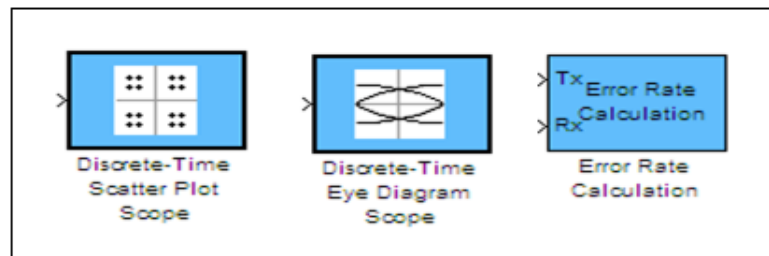 Tx Error Rate
Calculation
Rx
Discrete-Time
Scatter Plot
Scope
Discrete-Time
Eye Diagram
Scope
Error Rate
Calculation